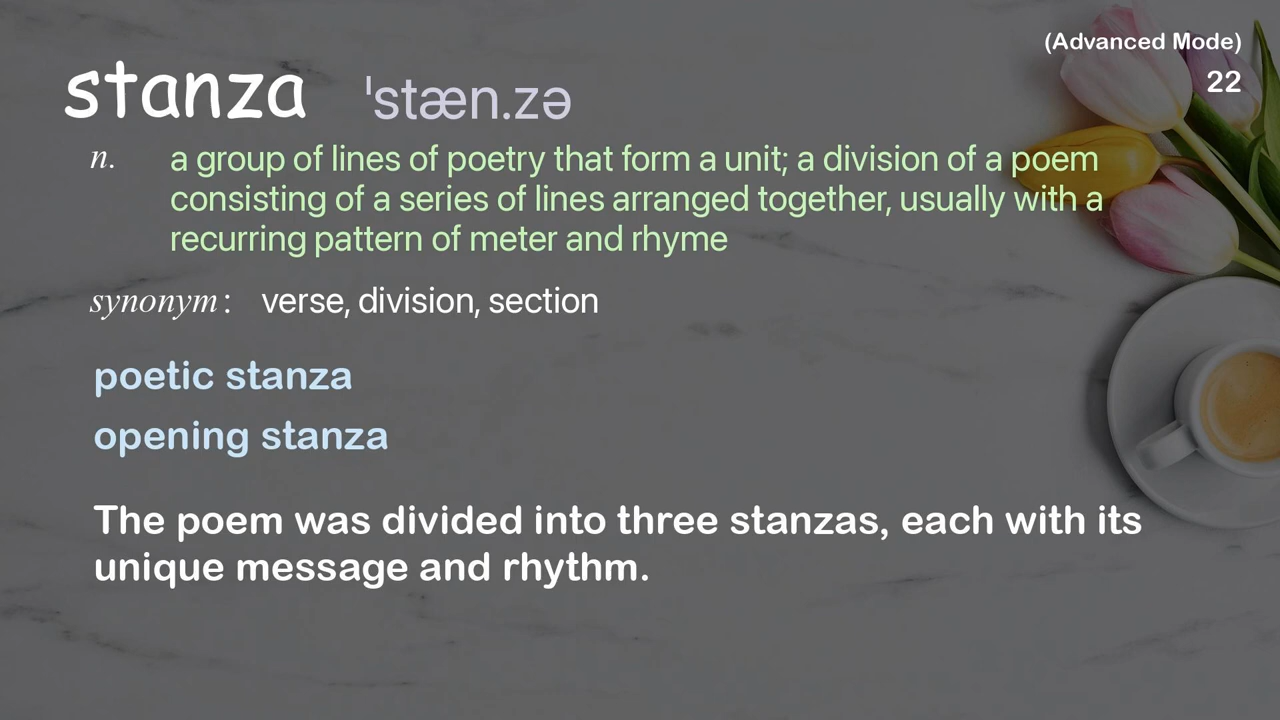 (Advanced Mode)
22
stanza ˈstæn.zə
n. a group of lines of poetry that form a unit; a division of a poem
consisting of a series of lines arranged together, usually with a
recurring pattern of meter and rhyme
synonym: verse, division, section
poetic stanza
opening stanza
The poem was divided into three stanzas, each with its
unique message and rhythm.